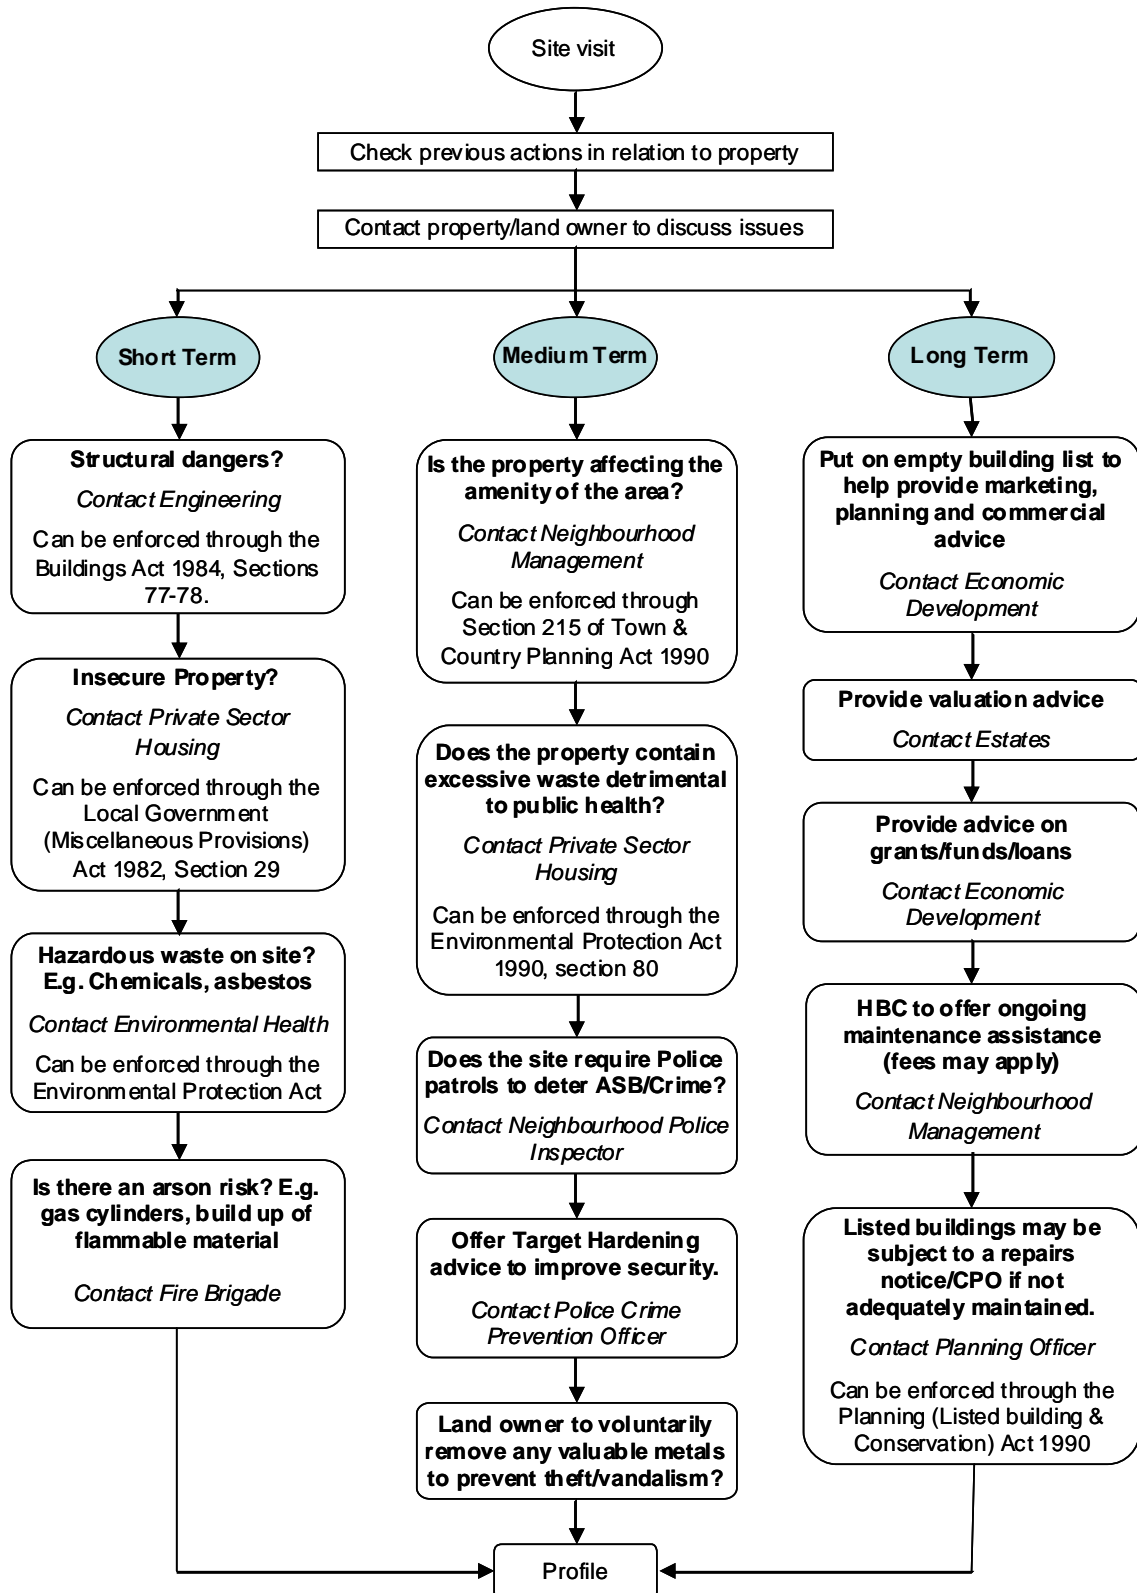 Site visit
Check previous actions in relation to property
Contact property/land owner to discuss issues
Short Term
Structural dangers?
Contact Engineering
Can be enforced through the
Buildings Act 1984, Sections
77-78.
Insecure Property?
Contact Private Sector
Housing
Can be enforced through the
Local Government
(Miscellaneous Provisions)
Act 1982, Section 29
Hazardous waste on site?
E.g. Chemicals, asbestos
Contact Environmental Health
Can be enforced through the
Environmental Protection Act
Is there an arson risk? E.g.
gas cylinders, build up of
flammable material
Contact Fire Brigade
Medium Term
Is the property affecting the
amenity of the area?
Contact Neighbourhood
Management
Can be enforced through
Section 215 of Town &
Country Planning Act 1990
Does the property contain
excessive waste detrimental
to public health?
Contact Private Sector
Housing
Can be enforced through the
Environmental Protection Act
1990, section 80
Does the site require Police
patrols to deter ASB/Crime?
Contact Neighbourhood Police
Inspector
Offer Target Hardening
advice to improve security.
Contact Police Crime
Prevention Officer
Land owner to voluntarily
remove any valuable metals
to prevent theft/vandalism?
Long Term
Put on empty building list to
help provide marketing,
planning and commercial
advice
Contact Economic
Development
Provide valuation advice
Contact Estates
Provide advice on
grants/funds/loans
Contact Economic
Development
HBC to offer ongoing
maintenance assistance
(fees may apply)
Contact Neighbourhood
Management
Listed buildings may be
subject to a repairs
notice/CPO if not
adequately maintained.
Contact Planning Officer
Can be enforced through the
Planning (Listed building &
Conservation) Act 1990
Profile